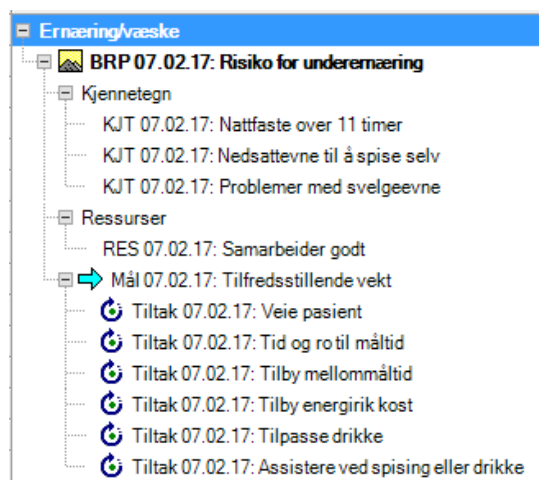 Ernæring/væske
BRP 07.02.17: Risiko for underernæring
Kjennetegn
KJT 07.02.17: Nattfaste over 11 timer
KJT 07.02.17: Nedsattevne til å spise selv
KJT 07.02.17: Problemer med svelgeevne
Ressurser
RES 07.02.17: Samarbeider godt
Mål 07.02.17: Tilfredsstillende vekt
Tiltak 07.02.17: Veie pasient
Tiltak 07.02.17: Tid og ro til måltid
Tiltak 07.02.17: Tilby mellommåltid
Tiltak 07.02.17: Tilby energirik kost
Tiltak 07.02.17: Tilpasse drikke
Tiltak 07.02.17: Assistere ved spising eller drikke